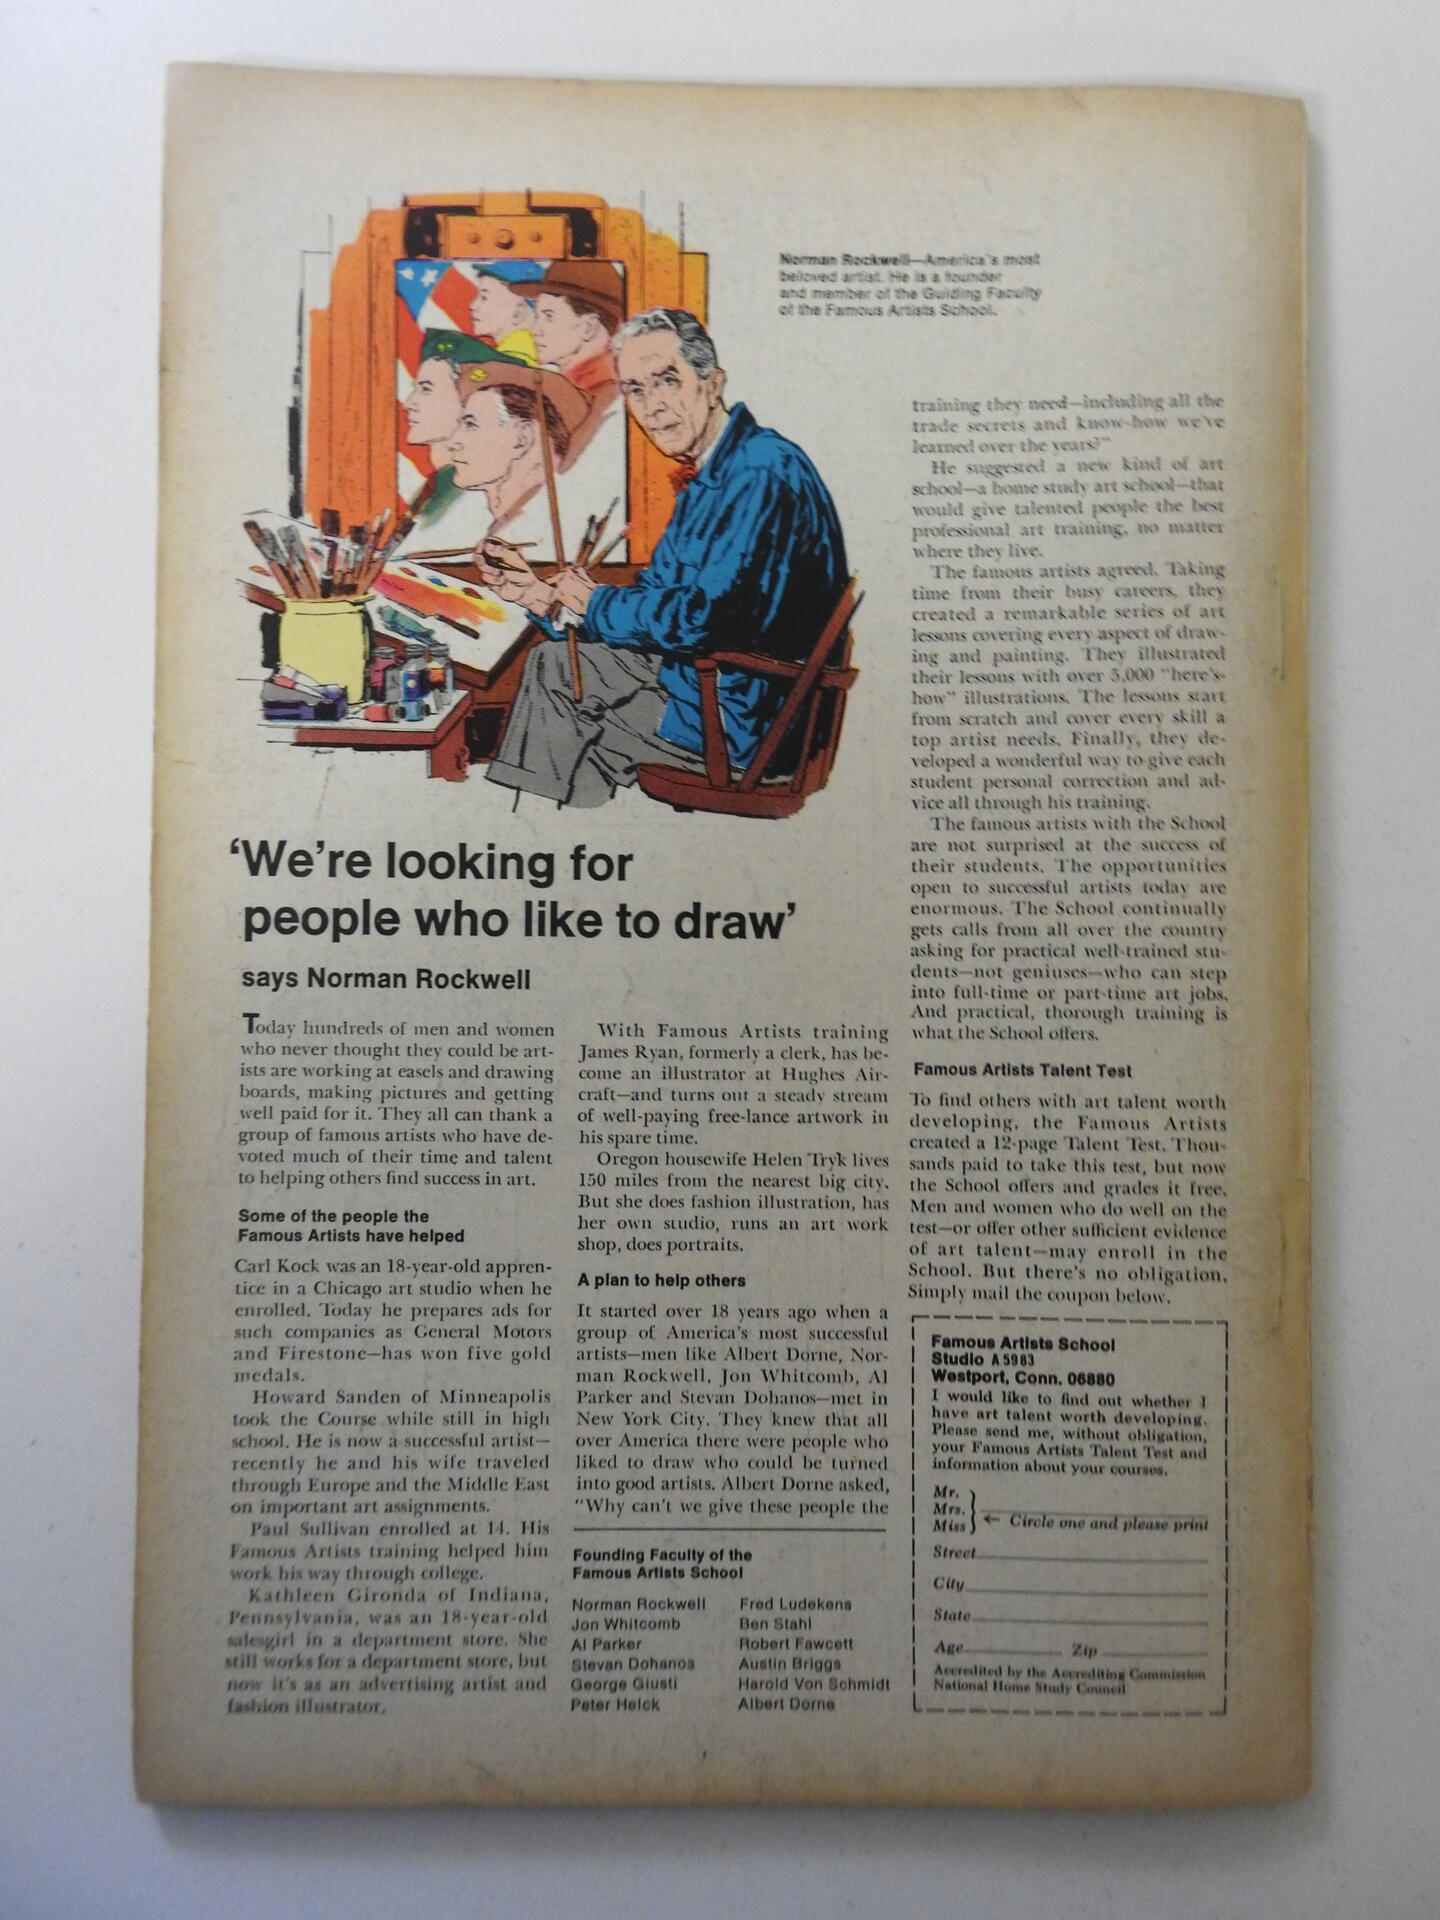 Norman Rockwell—America's most
beloved artist. He is a founder
and member of the Guiding Faculty
of the Famous Artists School.
'We're looking for
people who like to draw'
says Norman Rockwell
Today hundreds of men and women
who never thought they could be art-
ists are working at easels and drawing
boards, making pictures and getting
well paid for it. They all can thank a
group of famous artists who have de-
voted much of their time and talent
to helping others find success in art.
Some of the people the
Famous Artists have helped
Carl Kock was an 18-year-old appren-
tice in a Chicago art studio when he
enrolled. Today he prepares ads for
such companies as General Motors
and Firestone—has won five gold
medals.
Howard Sanden of Minneapolis
took the Course while still in high
school. He is now a successful artist—
recently he and his wife traveled
through Europe and the Middle East
on important art assignments.
Paul Sullivan enrolled at 14. His
Famous Artists training helped him
work his way through college.
Kathleen Gironda of Indiana,
Pennsylvania, was an 18-year-old
salesgirl in a department store. She
still works for a department store, but
now it's as an advertising artist and
fashion illustrator.
With Famous Artists training
James Ryan, formerly a clerk, has be-
come an illustrator at Hughes Air-
craft—and turns out a steady stream
of well-paying free-lance artwork in
his spare time.
Oregon housewife Helen Tryk lives
150 miles from the nearest big city.
But she does fashion illustration, has
her own studio, runs an art work
shop, does portraits.
A plan to help others
It started over 18 years ago when a
group of America's most successful
artists—men like Albert Dorne, Nor-
man Rockwell, Jon Whitcomb, Al
Parker and Stevan Dohanos—met in
New York City. They knew that all
over America there were people who
liked to draw who could be turned
into good artists. Albert Dorne asked,
"Why can't we give these people the
training they need—including all the
trade secrets and know-how we've
learned over the years?"
He suggested a new kind of art
school—a home study art school—that
would give talented people the best
professional art training, no matter
where they live.
The famous artists agreed. Taking
time from their busy careers, they
created a remarkable series of art
lessons covering every aspect of draw-
ing and painting. They illustrated
their lessons with over 5,000 "here's-
how" illustrations. The lessons start
from scratch and cover every skill a
top artist needs. Finally, they de-
veloped a wonderful way to give each
student personal correction and ad-
vice all through his training.
The famous artists with the School
are not surprised at the success of
their students. The opportunities
open to successful artists today are
enormous. The School continually
gets calls from all over the country
asking for practical well-trained stu-
dents—not geniuses—who can step
into full-time or part-time art jobs.
And practical, thorough training is
what the School offers.
Famous Artists Talent Test
To find others with art talent worth
developing, the Famous Artists
created a 12-page Talent Test. Thou-
sands paid to take this test, but now
the School offers and grades it free.
Men and women who do well on the
test—or offer other sufficient evidence
of art talent—may enroll in the
School. But there's no obligation.
Simply mail the coupon below.
Founding Faculty of the
Famous Artists School
Norman Rockwell
Jon Whitcomb
Al Parker
Stevan Dohanos
George Giusti
Peter Helck
Fred Ludekens
Ben Stahl
Robert Fawcett
Austin Briggs
Harold Von Schmidt
Albert Dorne
Famous Artists School
Studio A5983
Westport, Conn. 06880
I would like to find out whether I
have art talent worth developing.
Please send me, without obligation,
your Famous Artists Talent Test and
information about your courses.
Mr.
Mrs.
Miss ← Circle one and please print
Street
City
State
Age Zip
Accredited by the Accrediting Commission
National Home Study Council